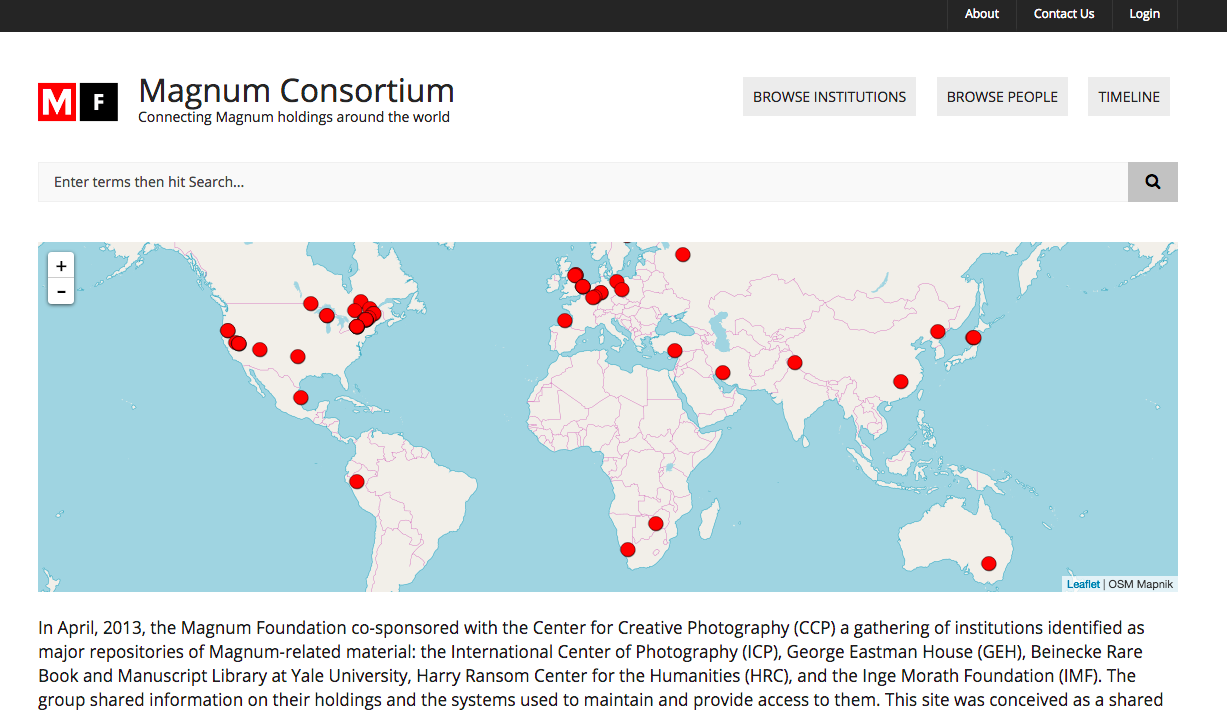 About
Contact Us
Login
M F
Magnum Consortium
Connecting Magnum holdings around the world
BROWSE INSTITUTIONS
BROWSE PEOPLE
TIMELINE
Enter terms then hit Search...
+
-
Leaflet | OSM Mapnik
In April, 2013, the Magnum Foundation co-sponsored with the Center for Creative Photography (CCP) a gathering of institutions identified as
major repositories of Magnum-related material: the International Center of Photography (ICP), George Eastman House (GEH), Beinecke Rare
Book and Manuscript Library at Yale University, Harry Ransom Center for the Humanities (HRC), and the Inge Morath Foundation (IMF). The
group shared information on their holdings and the systems used to maintain and provide access to them. This site was conceived as a shared